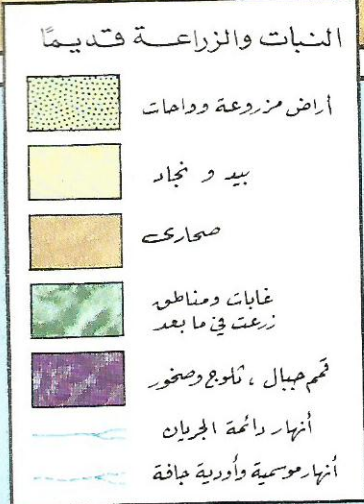 النبات والزراعة قديمًا
أراض مزروعة وواحات
بيد و نجاد
صحارى
غابات ومناطق
زرعت في ما بعد
قمم جبال ، ثلوج وصخور
أنهار دائمة الجريان
أنهار موسمية وأودية جافة